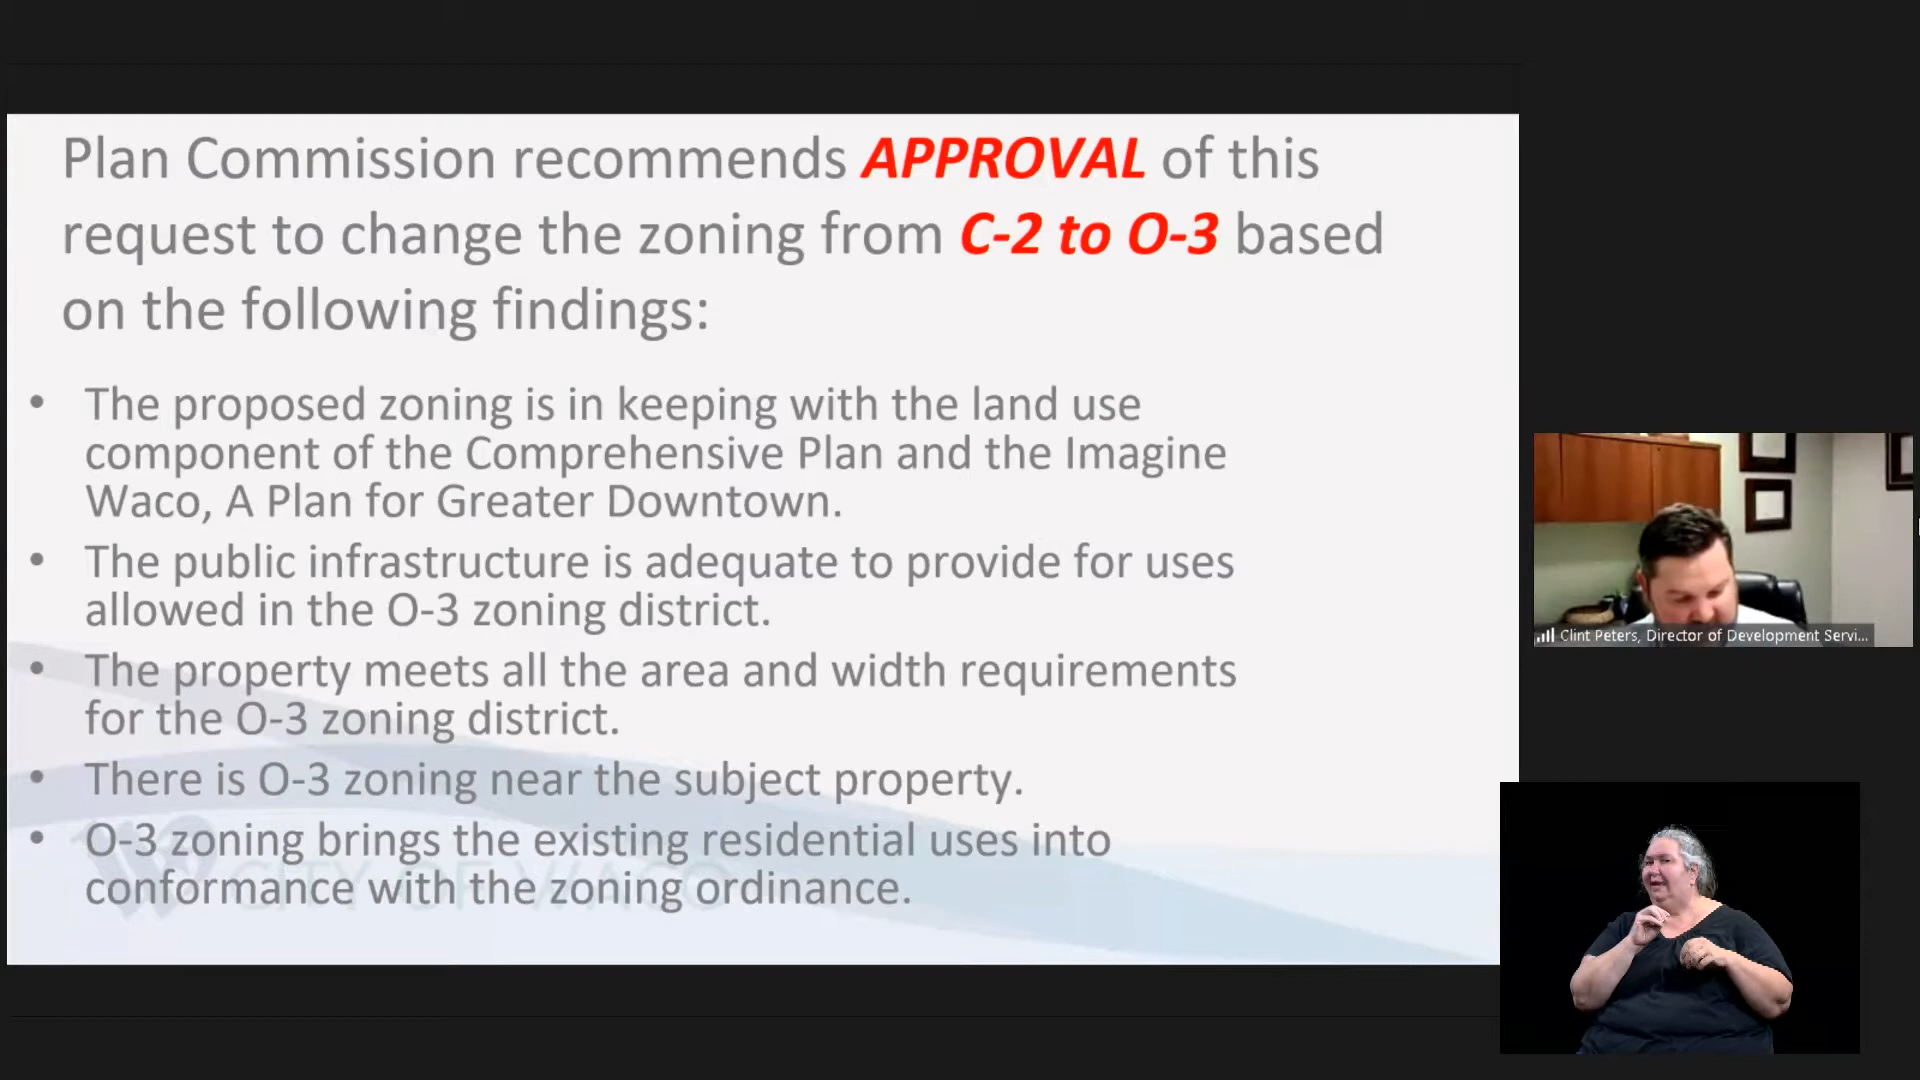 Plan Commission recommends APPROVAL of this
request to change the zoning from C-2 to O-3 based
on the following findings:
• The proposed zoning is in keeping with the land use
component of the Comprehensive Plan and the Imagine
Waco, A Plan for Greater Downtown.
• The public infrastructure is adequate to provide for uses
allowed in the O-3 zoning district.
• The property meets all the area and width requirements
for the O-3 zoning district.
• There is O-3 zoning near the subject property.
• O-3 zoning brings the existing residential uses into
conformance with the zoning ordinance.
CITY OF WACO
Clint Peters, Director of Development Servi...